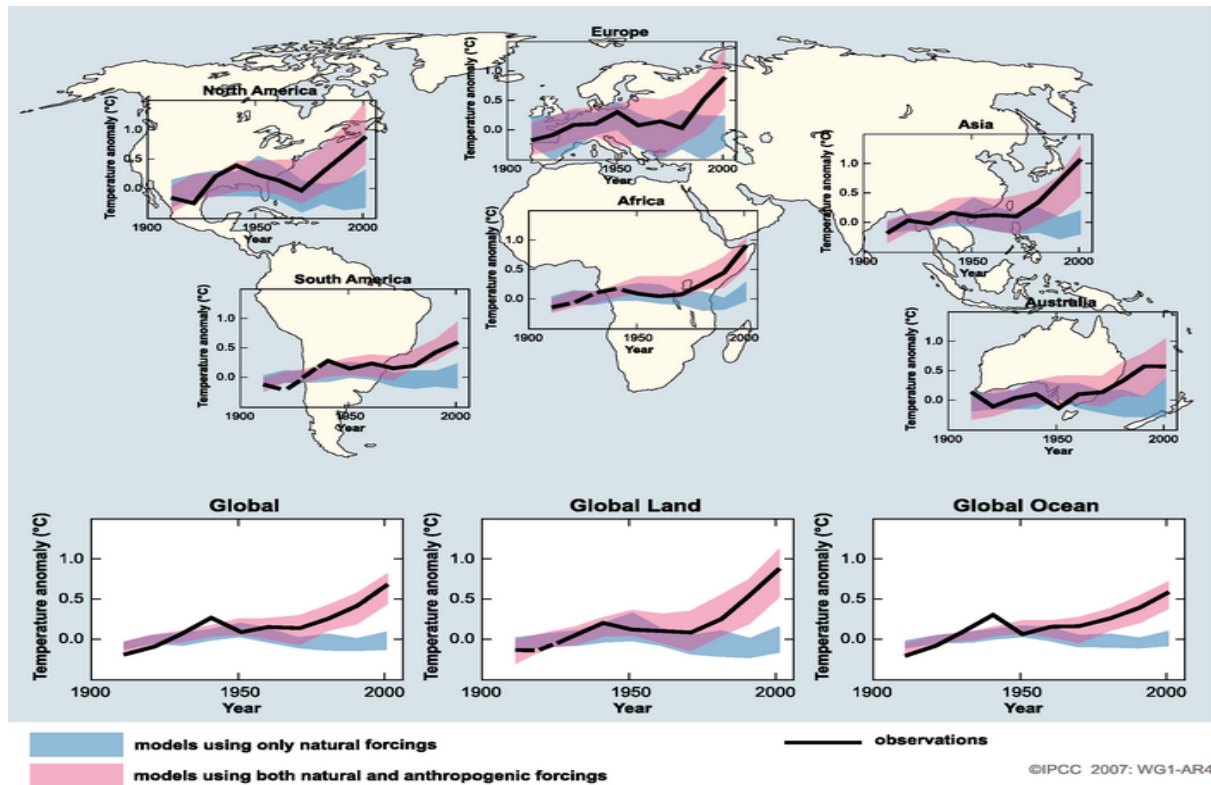 Europe
Temperature anomaly (°C)
1.0
0.5
0.0
1900
1950
2000
Year
North America
Temperature anomaly (°C)
1.0
0.5
0.0
1900
1950
2000
Year
Asia
Temperature anomaly (°C)
1.0
0.5
0.0
1900
1950
2000
Year
Africa
Temperature anomaly (°C)
1.0
0.5
0.0
1900
1950
2000
Year
South America
Temperature anomaly (°C)
1.0
0.5
0.0
1900
1950
2000
Year
Australia
Temperature anomaly (°C)
1.0
0.5
0.0
1900
1950
2000
Year
Global
Temperature anomaly (°C)
1.0
0.5
0.0
1900
1950
2000
Year
Global Land
Temperature anomaly (°C)
1.0
0.5
0.0
1900
1950
2000
Year
Global Ocean
Temperature anomaly (°C)
1.0
0.5
0.0
1900
1950
2000
Year
models using only natural forcings
observations
models using both natural and anthropogenic forcings
©IPCC 2007: WG1-AR4